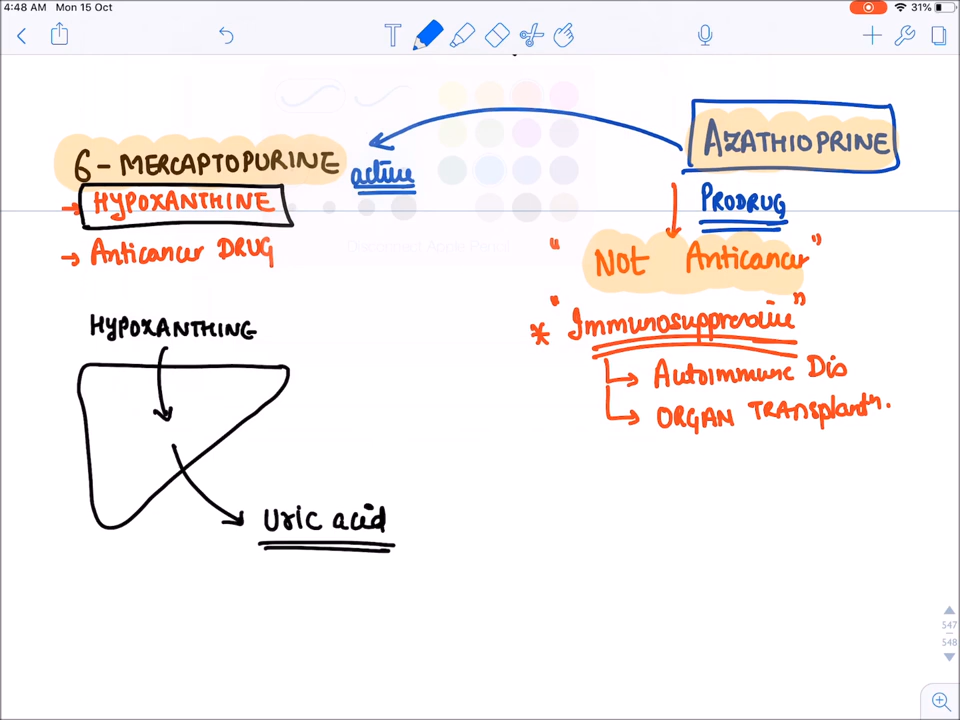 4:48 AM Mon 15 Oct
31%
T
AZATHIOPRINE
6-MERCAPTOPURINE
active
→ HYPOXANTHINE
PRODRUG
→ Anticancer DRUG
" Not Anticancer "
* "Immunosuppressive"
HYPOXANTHING
→ Autoimmune Dis
→ ORGAN TRANSplantn.
Uric acid
547
548